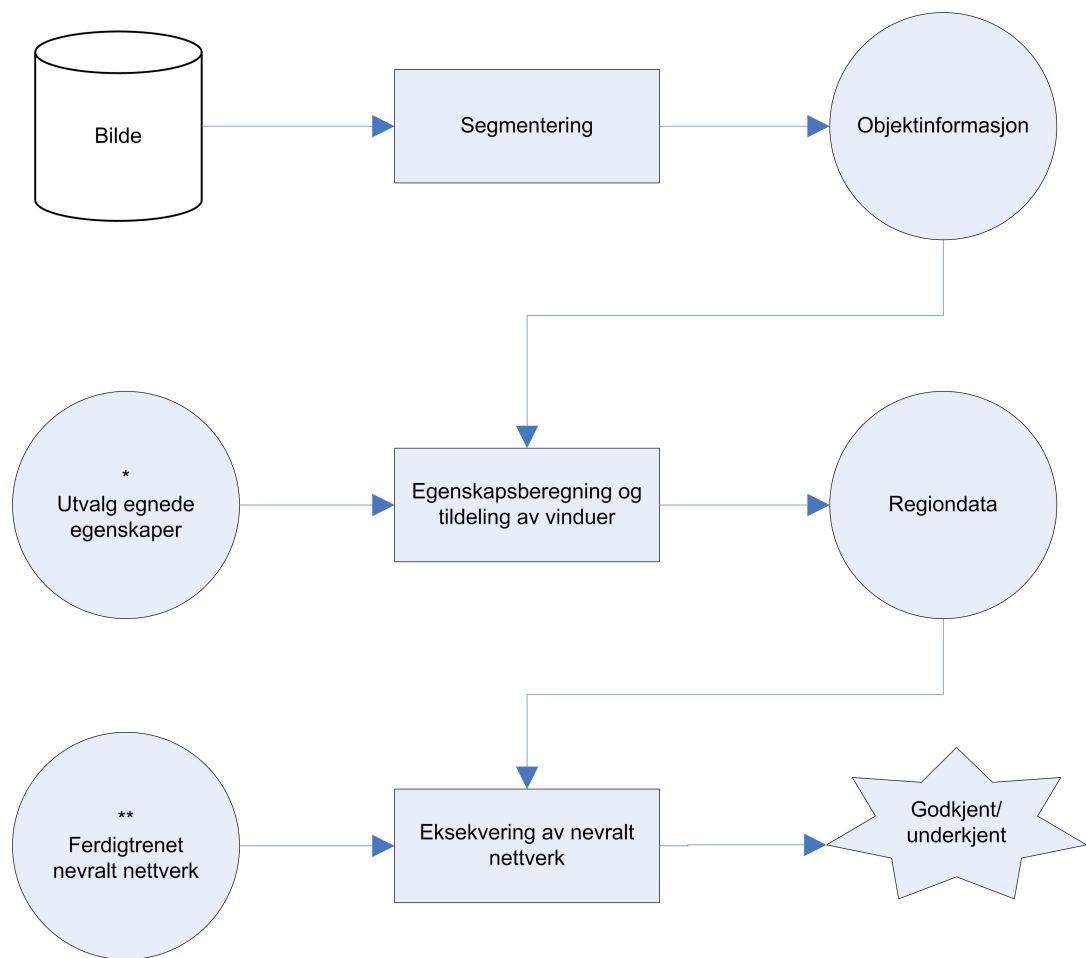 Bilde
Segmentering
Objektinformasjon
*
Utvalg egnede
egenskaper
Egenskapsberegning og
tildeling av vinduer
Regiondata
**
Ferdigtrenet
nevralt nettverk
Eksekvering av nevralt
nettverk
Godkjent/
underkjent